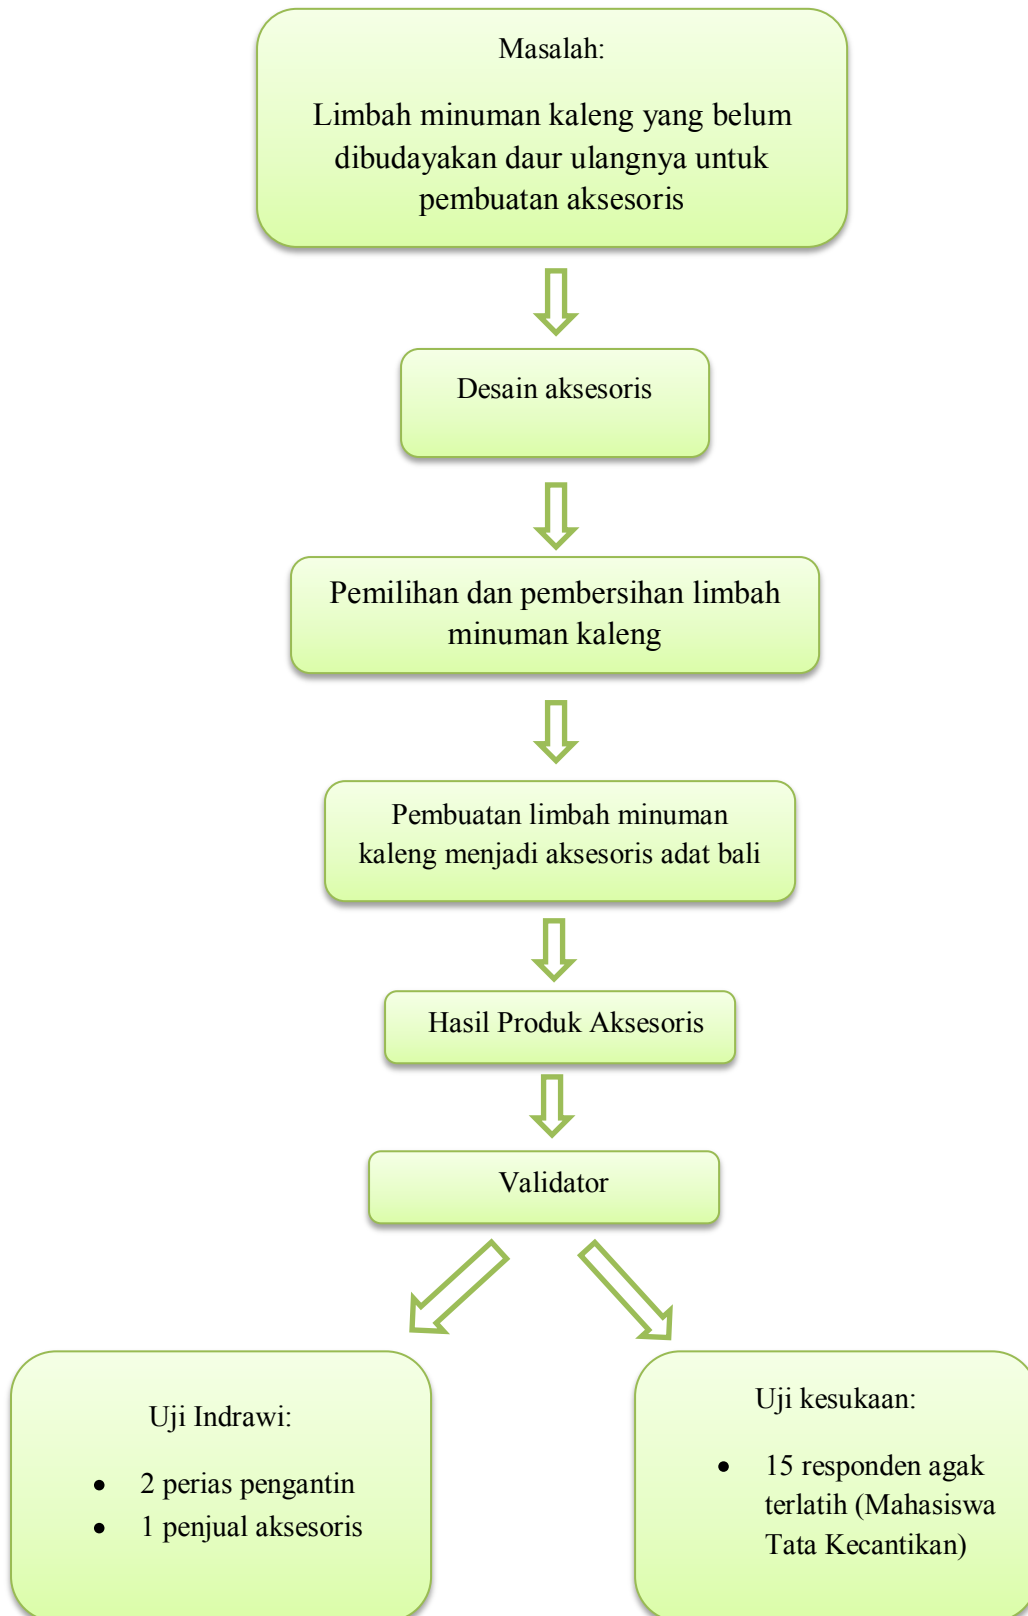 Masalah:
Limbah minuman kaleng yang belum
dibudayakan daur ulangnya untuk
pembuatan aksesoris
Desain aksesoris
Pemilihan dan pembersihan limbah
minuman kaleng
Pembuatan limbah minuman
kaleng menjadi aksesoris adat bali
Hasil Produk Aksesoris
Validator
Uji Indrawi:
• 2 perias pengantin
• 1 penjual aksesoris
Uji kesukaan:
• 15 responden agak
terlatih (Mahasiswa
Tata Kecantikan)